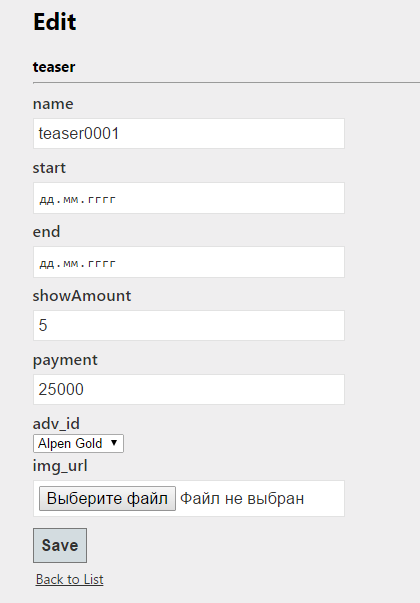 Edit
teaser
name
teaser0001
start
дд.мм.гггг
end
дд.мм.гггг
showAmount
5
payment
25000
adv_id
Alpen Gold
img_url
Выберите файл Файл не выбран
Save
Back to List